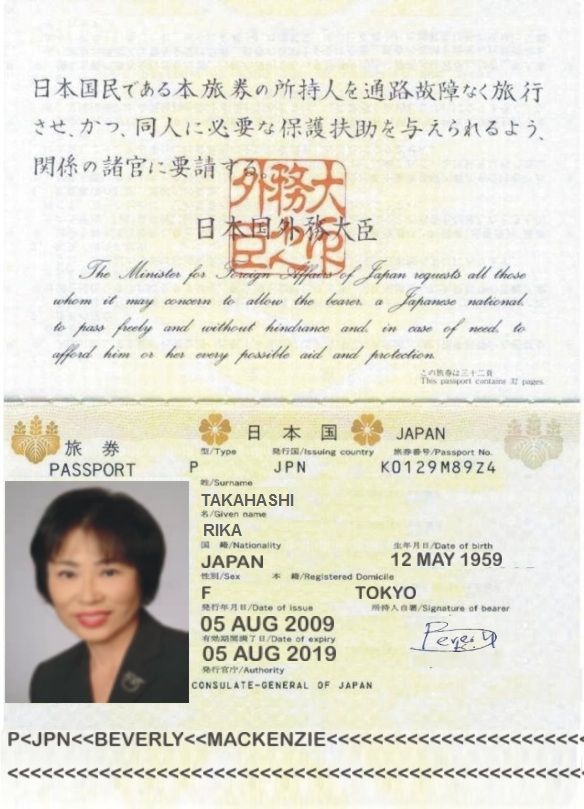 日本国民である本旅券の所持人を通路故障なく旅行
させ、かつ、同人に必要な保護扶助を与えられるよう、
関係の諸官に要請する。
外務大
日本国外務大臣
The Minister for Foreign Affairs of Japan requests all those
whom it may concern to allow the bearer, a Japanese national,
to pass freely and without hindrance and, in case of need, to
afford him or her every possible aid and protection.
この旅券は三十二頁
This passport contains 32 pages.
日本国 JAPAN
旅券 型/Type 発行国/Issuing country 旅券番号/Passport No.
PASSPORT P JPN K0129M89Z4
姓/Surname
TAKAHASHI
名/Given name
RIKA
国 籍/Nationality 生年月日/Date of birth
JAPAN 12 MAY 1959
性別/Sex 本 籍/Registered Domicile
F TOKYO
発行年月日/Date of issue 所持人自署/Signature of bearer
05 AUG 2009
有効期間満了日/Date of expiry
05 AUG 2019
発行官庁/Authority
CONSULATE-GENERAL OF JAPAN
P<JPN<<BEVERLY<<MACKENZIE<<<<<<<<<<<<<<<<<<<<<<<
<<<<<<<<<<<<<<<<<<<<<<<<<<<<<<<<<<<<<<<<<<<<<<<<<<